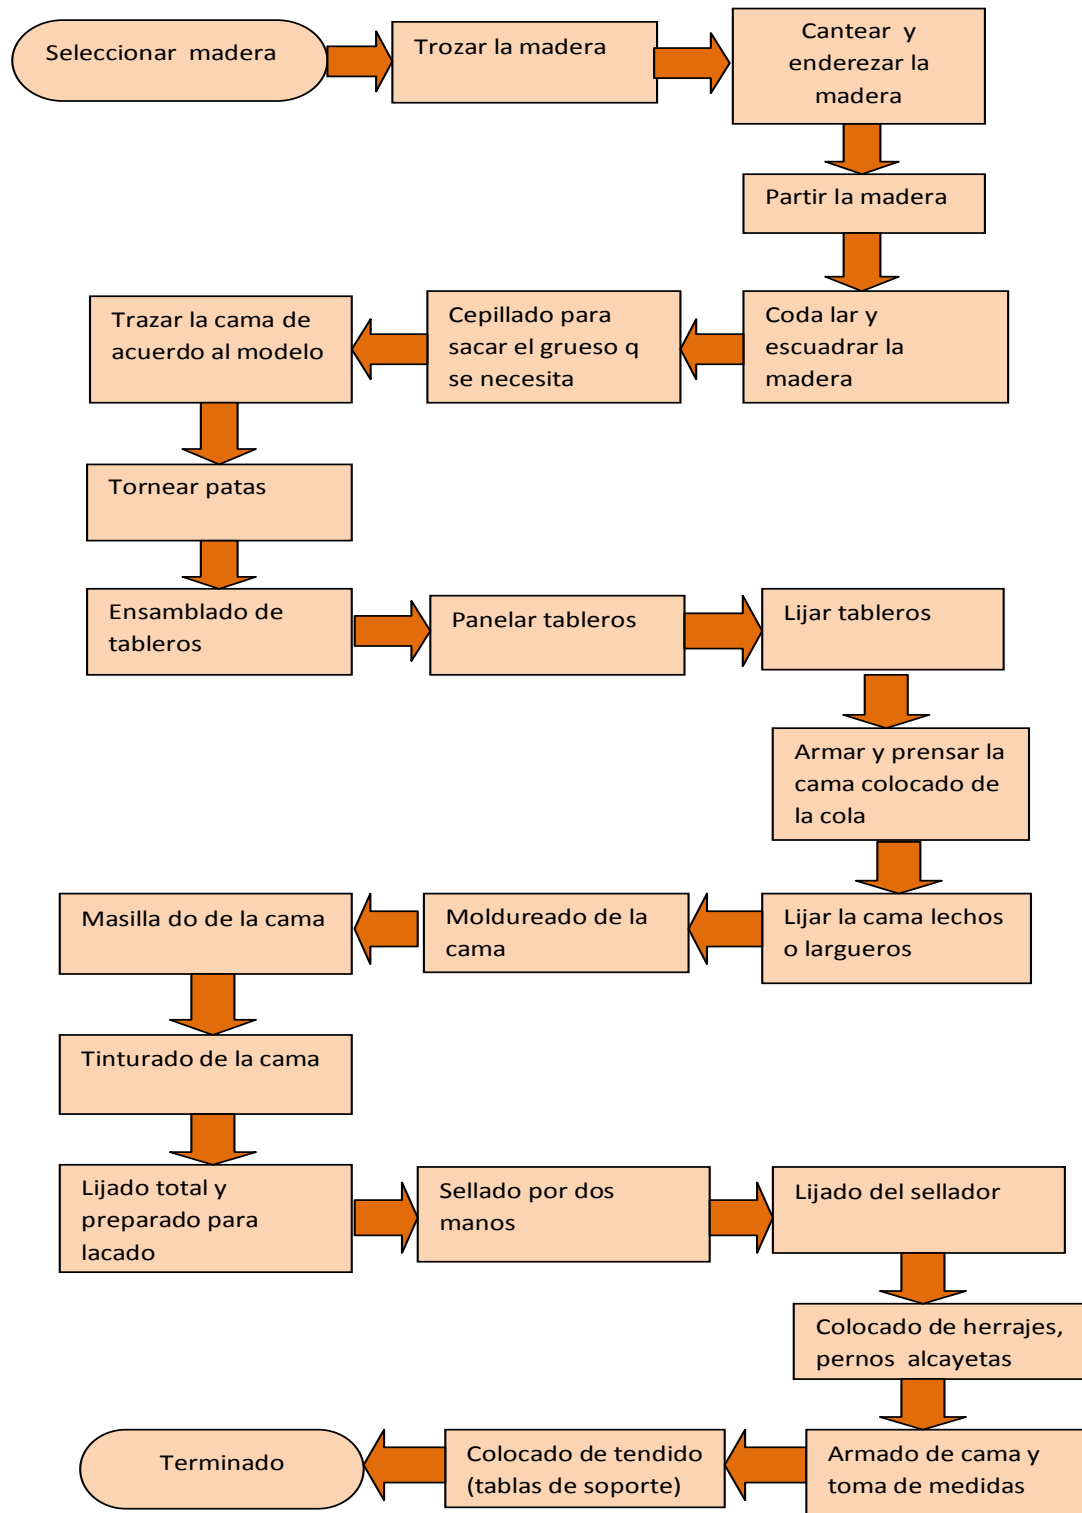 Seleccionar madera
Trozar la madera
Cantear y
enderezar la
madera
Partir la madera
Coda lar y
escuadrar la
madera
Cepillado para
sacar el grueso q
se necesita
Trazar la cama de
acuerdo al modelo
Tornear patas
Ensamblado de
tableros
Panelar tableros
Lijar tableros
Armar y prensar la
cama colocado de
la cola
Lijar la cama lechos
o largueros
Moldureado de la
cama
Masilla do de la cama
Tinturado de la cama
Lijado total y
preparado para
lacado
Sellado por dos
manos
Lijado del sellador
Colocado de herrajes,
pernos alcayetas
Armado de cama y
toma de medidas
Colocado de tendido
(tablas de soporte)
Terminado